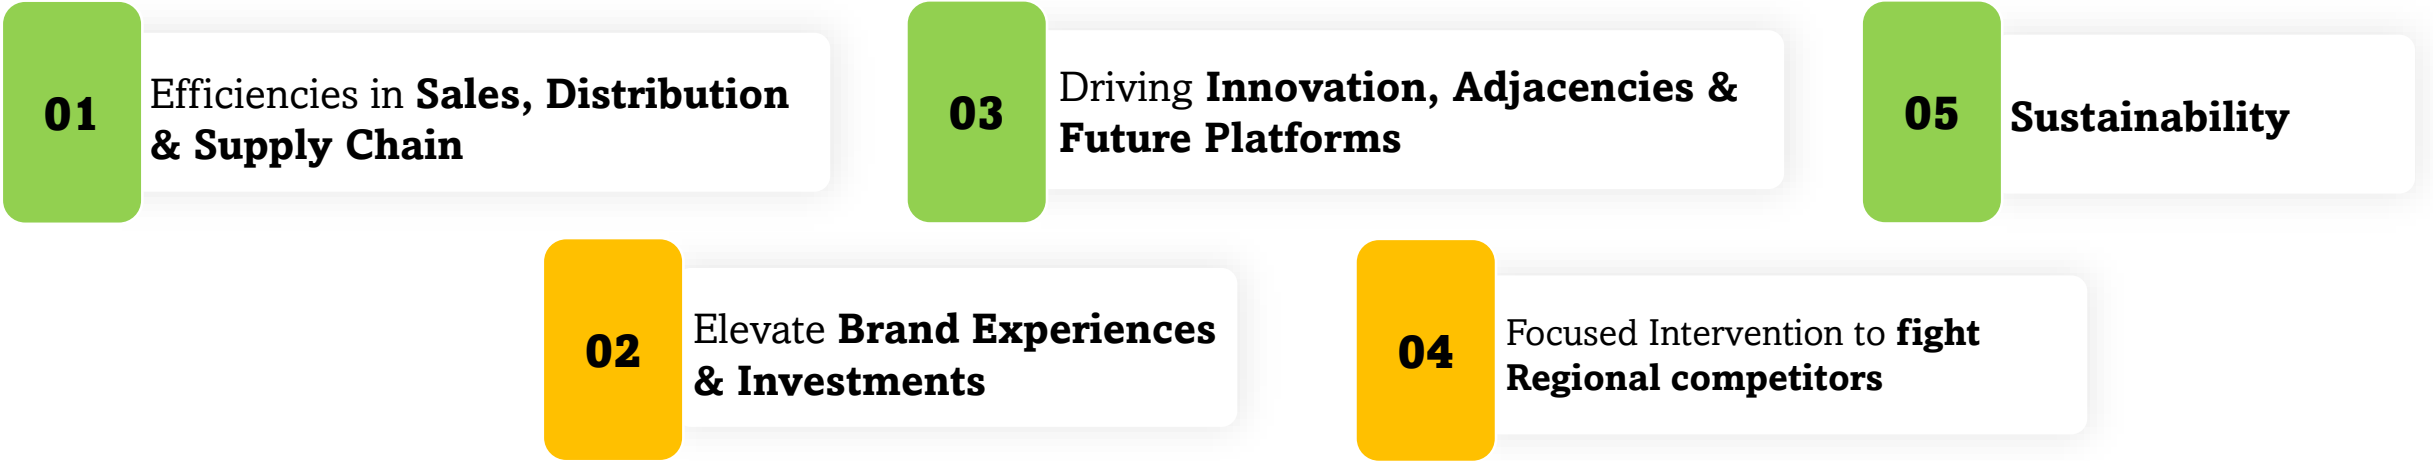 01
Efficiencies in Sales, Distribution
& Supply Chain
02
Elevate Brand Experiences
& Investments
03
Driving Innovation, Adjacencies &
Future Platforms
04
Focused Intervention to fight
Regional competitors
05
Sustainability